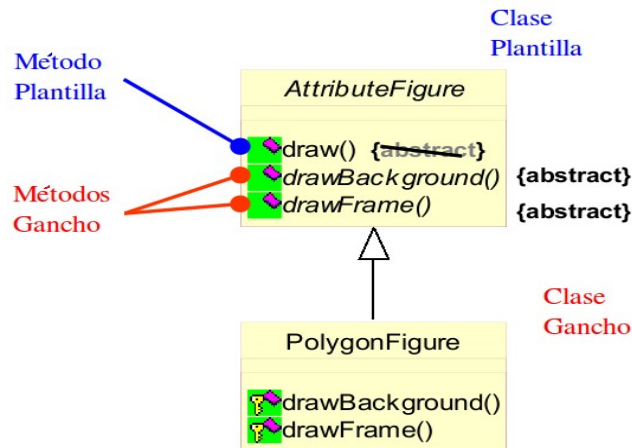 Clase
Plantilla
Método
Plantilla
AttributeFigure
draw() {abstract}
drawBackground() {abstract}
drawFrame() {abstract}
Métodos
Gancho
Clase
Gancho
PolygonFigure
drawBackground()
drawFrame()